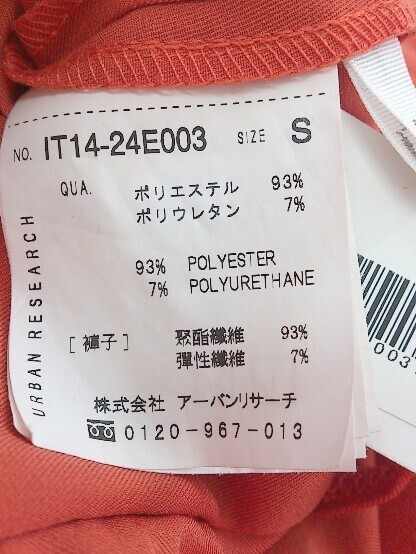 NO. IT14-24E003 SIZE S
QUA. ポリエステル 93%
ポリウレタン 7%
93% POLYESTER
7% POLYURETHANE
[褲子] 聚酯纖維 93%
彈性纖維 7%
株式会社 アーバンリサーチ
0120-967-013
URBAN RESEARCH
003